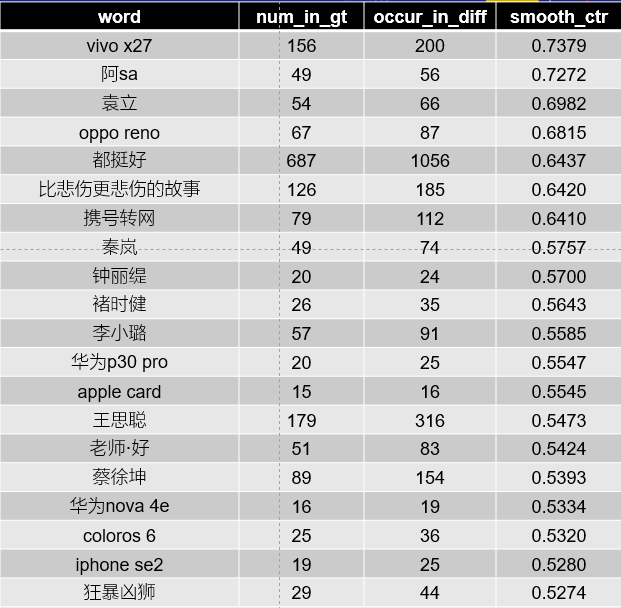 word num_in_gt occur_in_diff smooth_ctr
vivo x27 156 200 0.7379
阿sa 49 56 0.7272
袁立 54 66 0.6982
oppo reno 67 87 0.6815
都挺好 687 1056 0.6437
比悲伤更悲伤的故事 126 185 0.6420
携号转网 79 112 0.6410
秦岚 49 74 0.5757
钟丽缇 20 24 0.5700
褚时健 26 35 0.5643
李小璐 57 91 0.5585
华为p30 pro 20 25 0.5547
apple card 15 16 0.5545
王思聪 179 316 0.5473
老师·好 51 83 0.5424
蔡徐坤 89 154 0.5393
华为nova 4e 16 19 0.5334
coloros 6 25 36 0.5320
iphone se2 19 25 0.5280
狂暴凶狮 29 44 0.5274